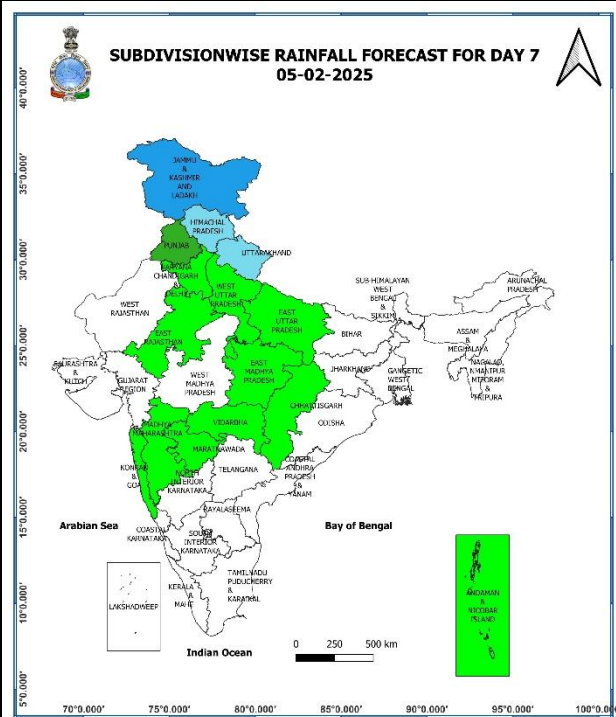 SUBDIVISIONWISE RAINFALL FORECAST FOR DAY 7
05-02-2025
40°0.000'
35°0.000'
30°0.000'
25°0.000'
20°0.000'
15°0.000'
10°0.000'
5°0.000'
JAMMU
&
KASHMIR
AND
LADAKH
HIMACHAL
PRADESH
PUNJAB
UTTARAKHAND
CHANDIGARH
&
DELHI
WEST
UTTAR
PRADESH
EAST
UTTAR
PRADESH
WEST
RAJASTHAN
EAST
RAJASTHAN
SUB-HIMALAYAN
WEST
BENGAL
&
SIKKIM
ARUNACHAL
PRADESH
ASSAM
&
MEGHALAYA
BIHAR
JHARKHAND
GANGETIC
WEST
BENGAL
SAURASHTRA
&
KUTCH
GUJARAT
REGION
WEST
MADHYA
PRADESH
EAST
MADHYA
PRADESH
CHHATTISGARH
ODISHA
MADHYA
MAHARASHTRA
VIDARBHA
MARATHAWADA
KONKAN
&
GOA
NORTH
INTERIOR
KARNATAKA
TELANGANA
COASTAL
ANDHRA
PRADESH
&
YANAM
RAYALASEEMA
COASTAL
KARNATAKA
SOUTH
INTERIOR
KARNATAKA
TAMILNADU
PUDUCHERRY
&
KARAIKAL
KERALA
&
MAHE
LAKSHADWEEP
ANDAMAN
&
NICOBAR
ISLAND
Arabian Sea
Bay of Bengal
Indian Ocean
0 250 500 km
70°0.000' 75°0.000' 80°0.000' 85°0.000' 90°0.000' 95°0.000' 100°0.0